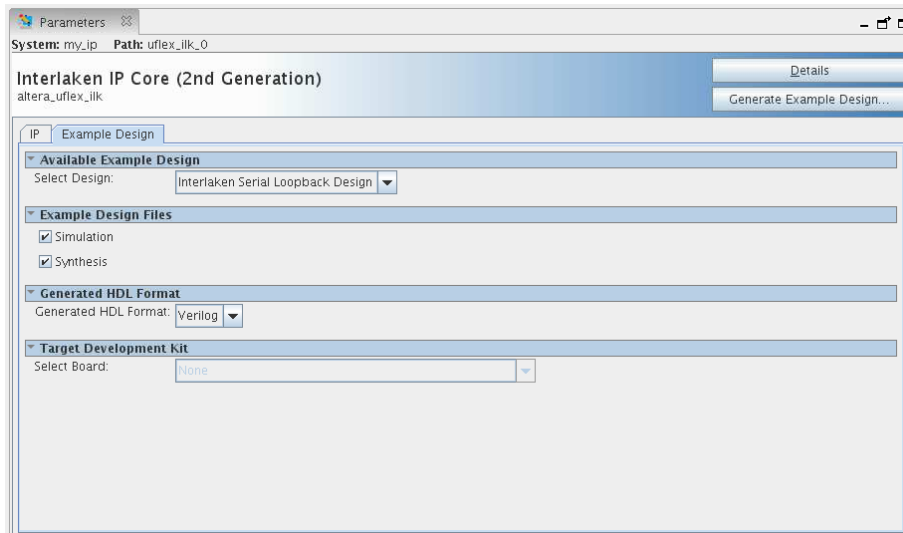 Parameters
System: my_ip Path: uflex_ilk_0
Interlaken IP Core (2nd Generation)
altera_uflex_ilk
Details
Generate Example Design...
IP Example Design
Available Example Design
Select Design: Interlaken Serial Loopback Design
Example Design Files
Simulation
Synthesis
Generated HDL Format
Generated HDL Format: Verilog
Target Development Kit
Select Board: None